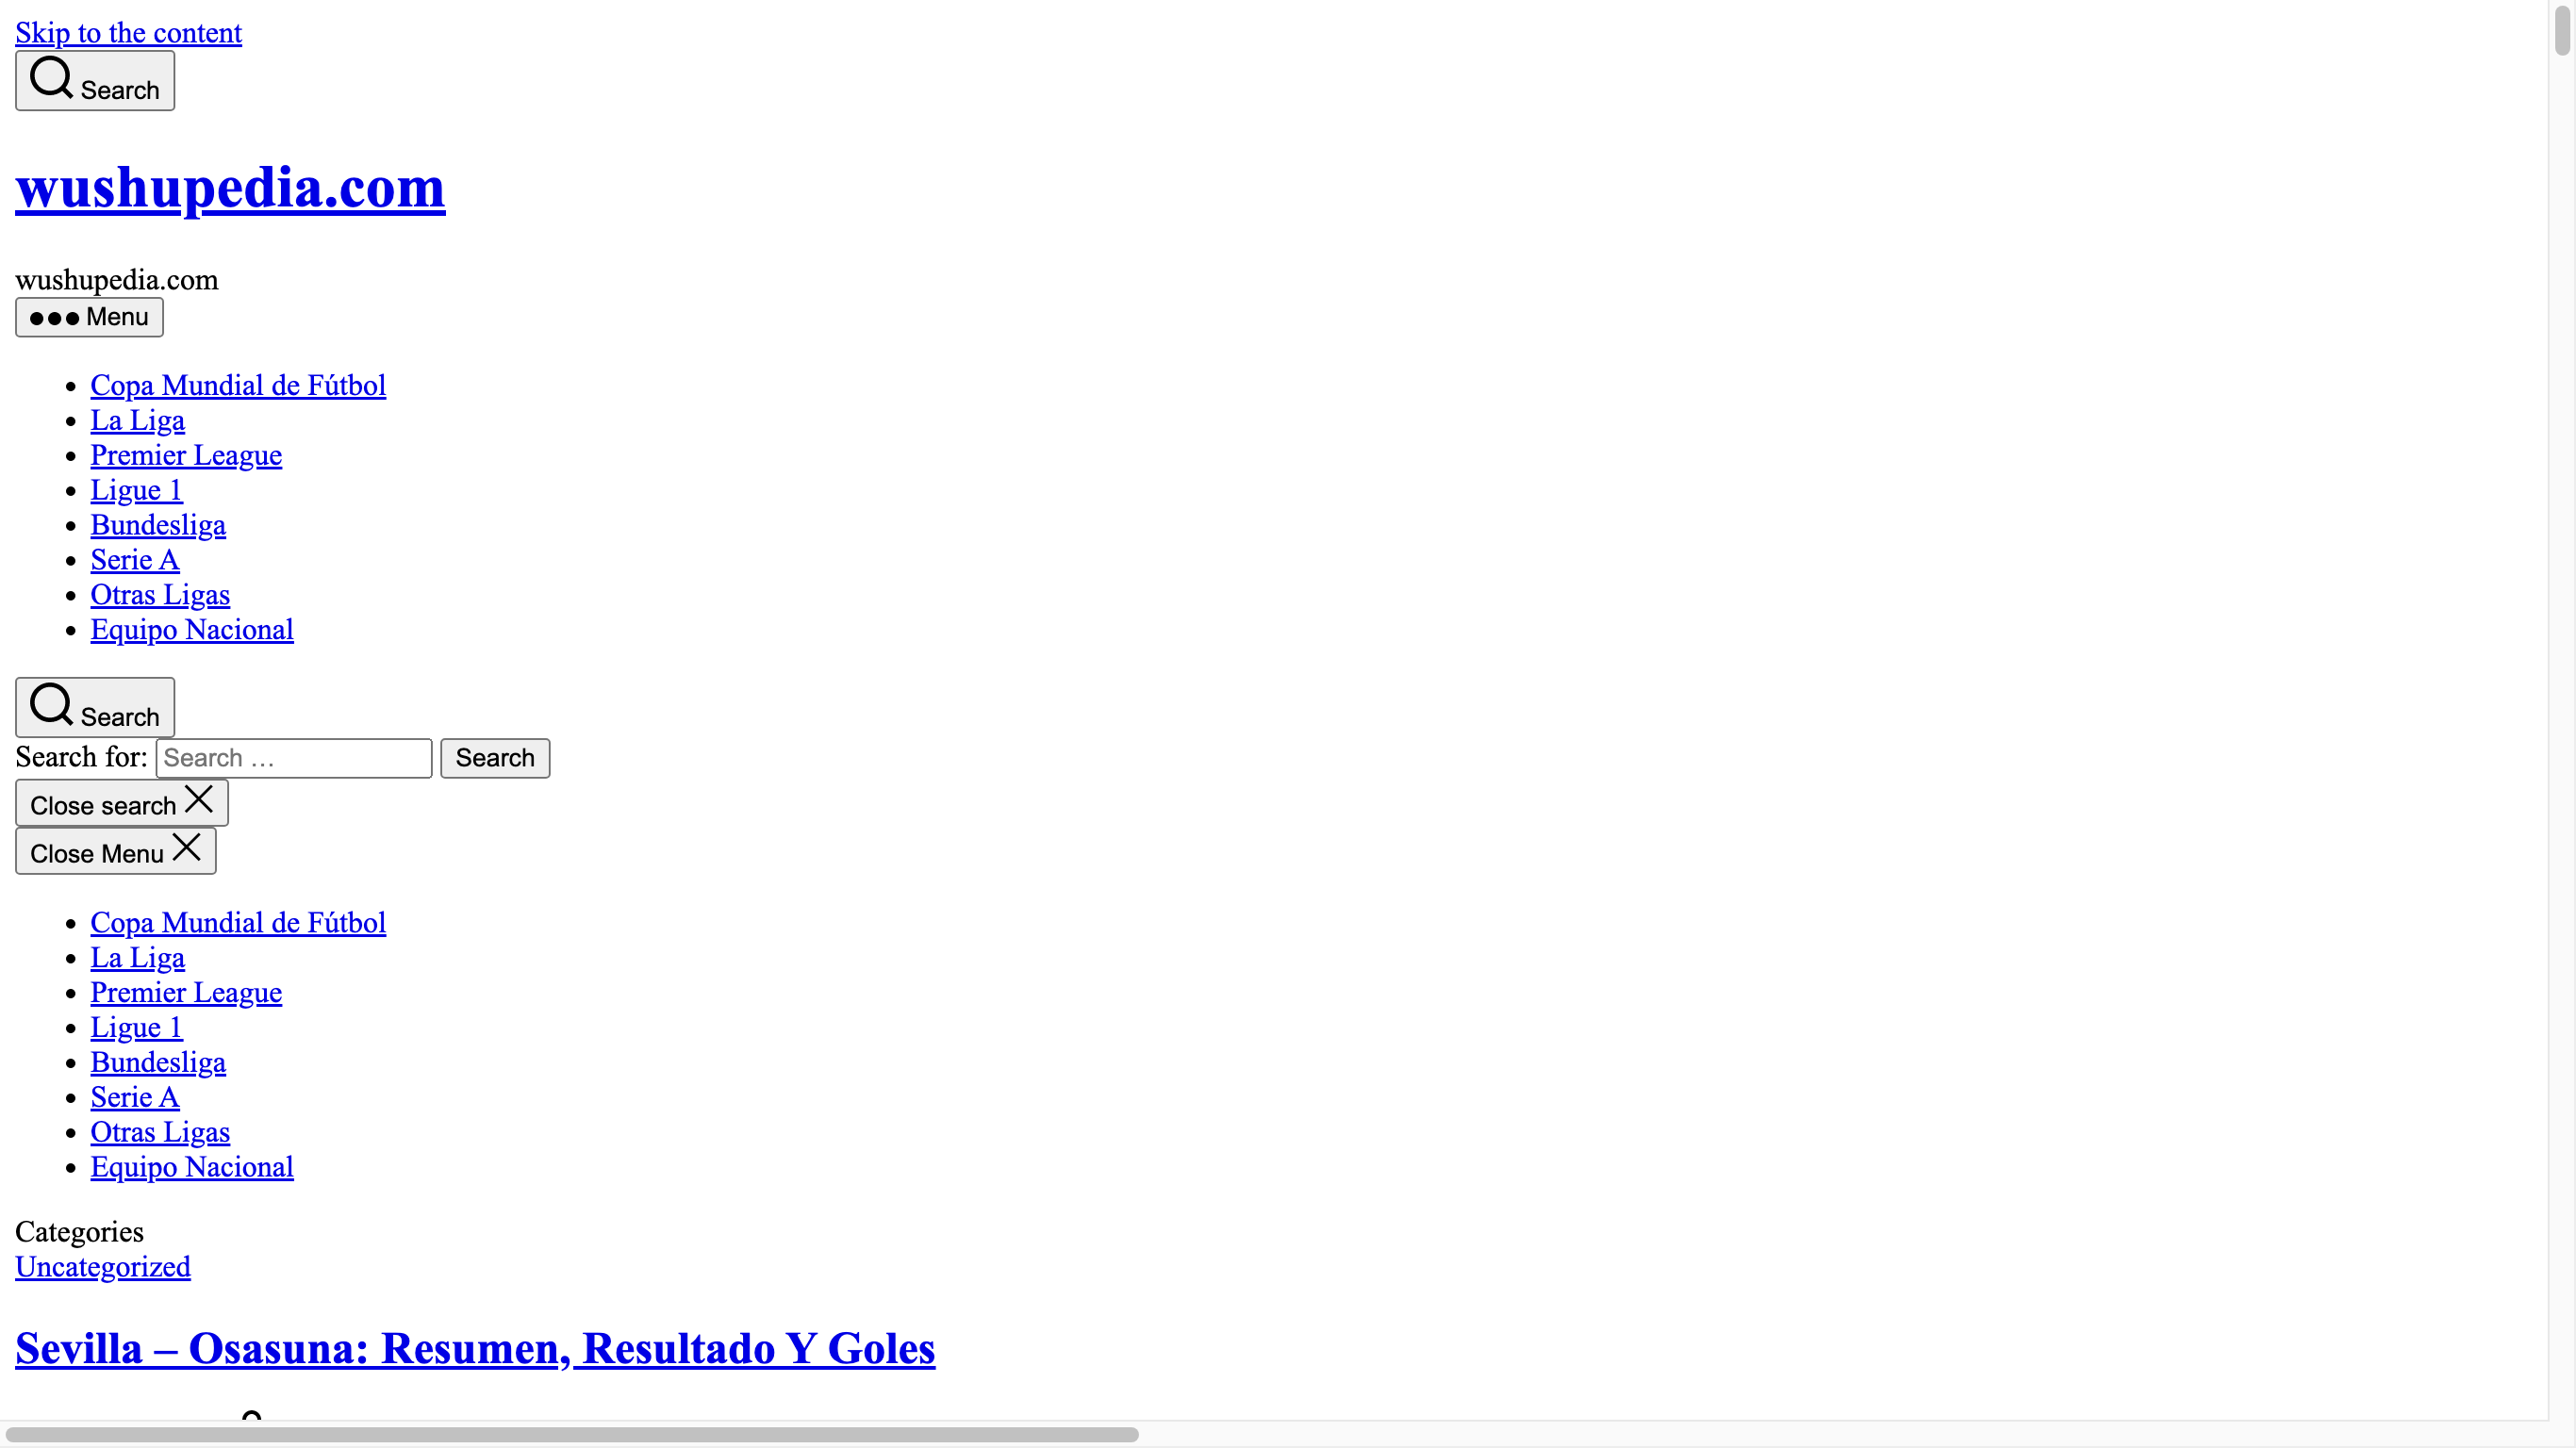 Skip to the content
Search
wushupedia.com
wushupedia.com
Menu
Copa Mundial de Fútbol
La Liga
Premier League
Ligue 1
Bundesliga
Serie A
Otras Ligas
Equipo Nacional
Search
Search for: Search … Search
Close search
Close Menu
Copa Mundial de Fútbol
La Liga
Premier League
Ligue 1
Bundesliga
Serie A
Otras Ligas
Equipo Nacional
Categories
Uncategorized
Sevilla – Osasuna: Resumen, Resultado Y Goles